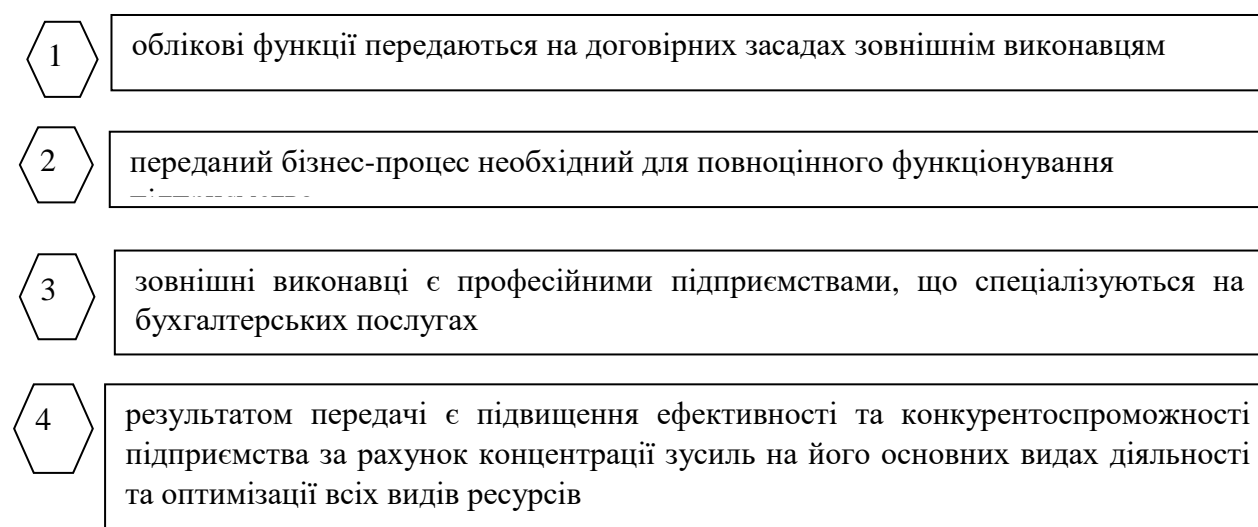 1
облікові функції передаються на договірних засадах зовнішнім виконавцям
2
переданий бізнес-процес необхідний для повноцінного функціонування
3
зовнішні виконавці є професійними підприємствами, що спеціалізуються на
бухгалтерських послугах
4
результатом передачі є підвищення ефективності та конкурентоспроможності
підприємства за рахунок концентрації зусиль на його основних видах діяльності
та оптимізації всіх видів ресурсів